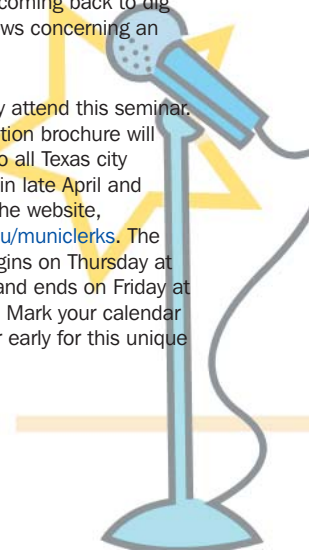 coming back to dig
ws concerning an
y attend this seminar.
tion brochure will
o all Texas city
in late April and
he website,
u/municlerks. The
gins on Thursday at
and ends on Friday at
Mark your calendar
r early for this unique